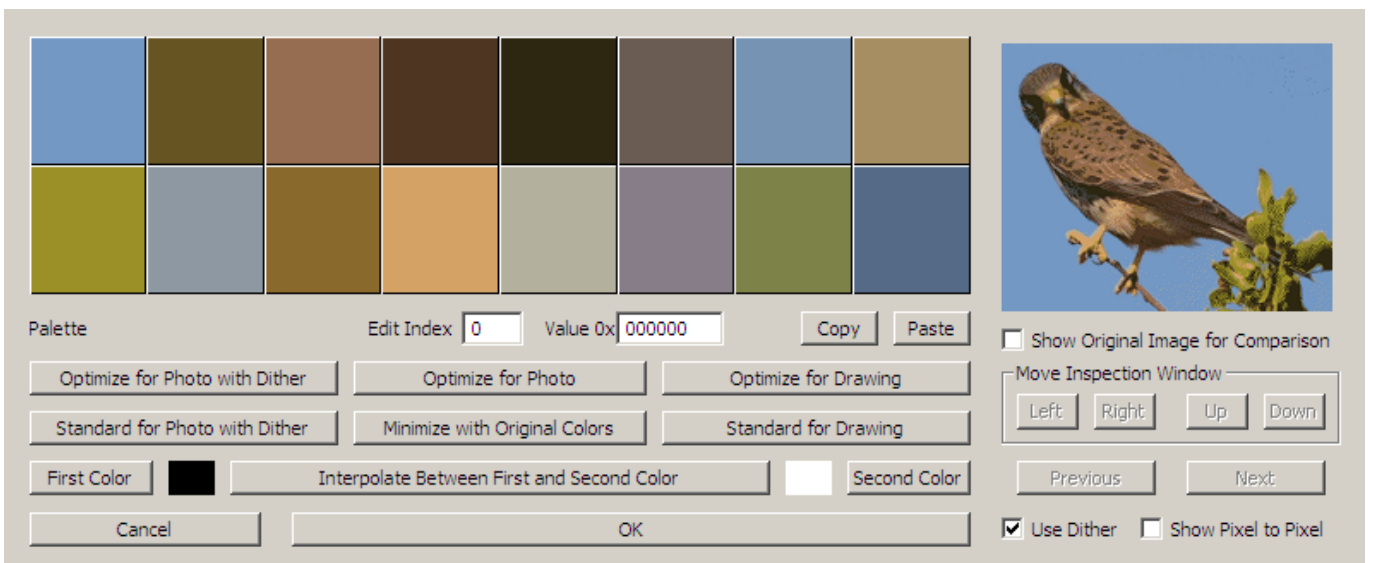 Palette Edit Index 0 Value 0x 000000 Copy Paste
Show Original Image for Comparison
Optimize for Photo with Dither Optimize for Photo Optimize for Drawing
Move Inspection Window
Left Right Up Down
Standard for Photo with Dither Minimize with Original Colors Standard for Drawing
First Color Interpolate Between First and Second Color Second Color
Previous Next
Cancel OK
Use Dither Show Pixel to Pixel